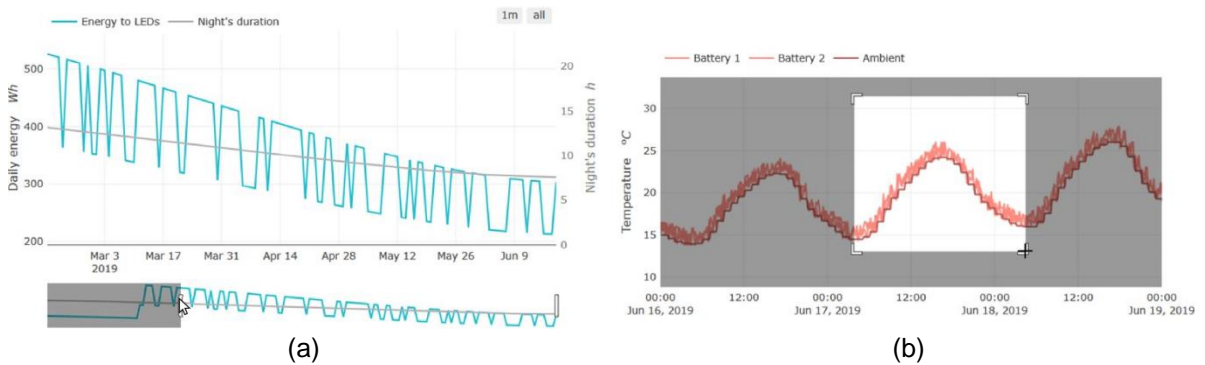 Energy to LEDs Night's duration
1m all
Daily energy Wh
500
400
300
200
20
15
10
5
0
Night's duration h
Mar 3 Mar 17 Mar 31 Apr 14 Apr 28 May 12 May 26 Jun 9
2019
(a)
Battery 1 Battery 2 Ambient
Temperature °C
30
25
20
15
10
00:00 12:00 00:00 12:00 00:00 12:00 00:00
Jun 16, 2019 Jun 17, 2019 Jun 18, 2019 Jun 19, 2019
(b)